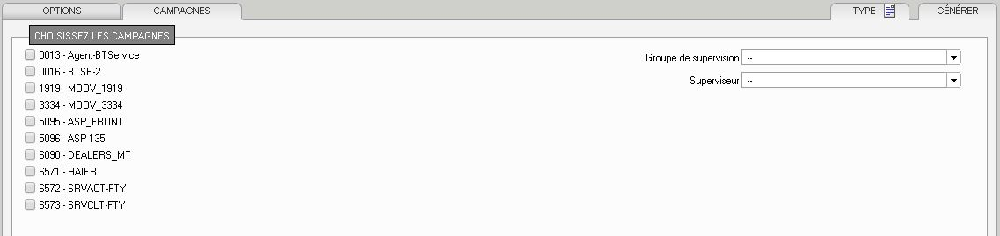 OPTIONS CAMPAGNES TYPE GÉNÉRER
CHOISISSEZ LES CAMPAGNES
0013 - Agent-BTService
0016 - BTSE-2
1919 - MOOV_1919
3334 - MOOV_3334
5095 - ASP_FRONT
5096 - ASP-135
6090 - DEALERS_MT
6571 - HAIER
6572 - SRVACT-FTY
6573 - SRVCLT-FTY
Groupe de supervision --
Superviseur --